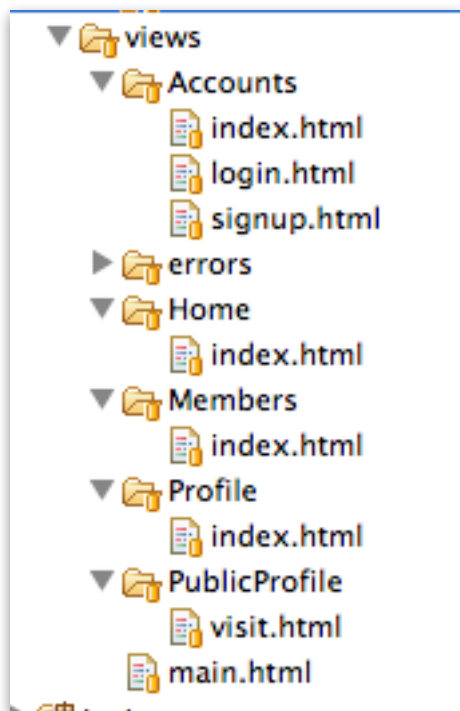 views
Accounts
index.html
login.html
signup.html
errors
Home
index.html
Members
index.html
Profile
index.html
PublicProfile
visit.html
main.html